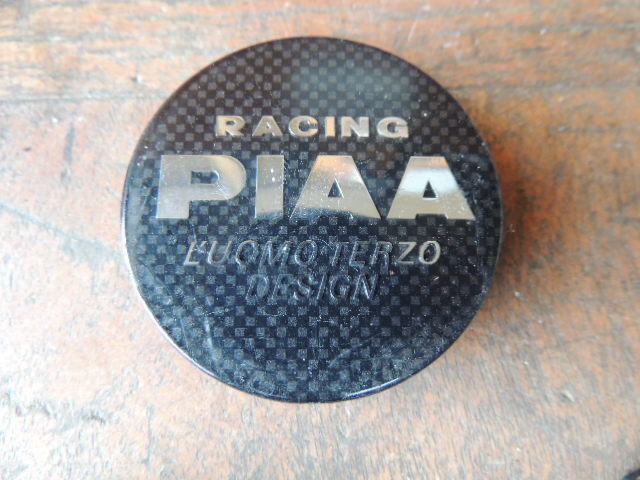 RACING
PIAA
L'UOMO TERZO
DESIGN